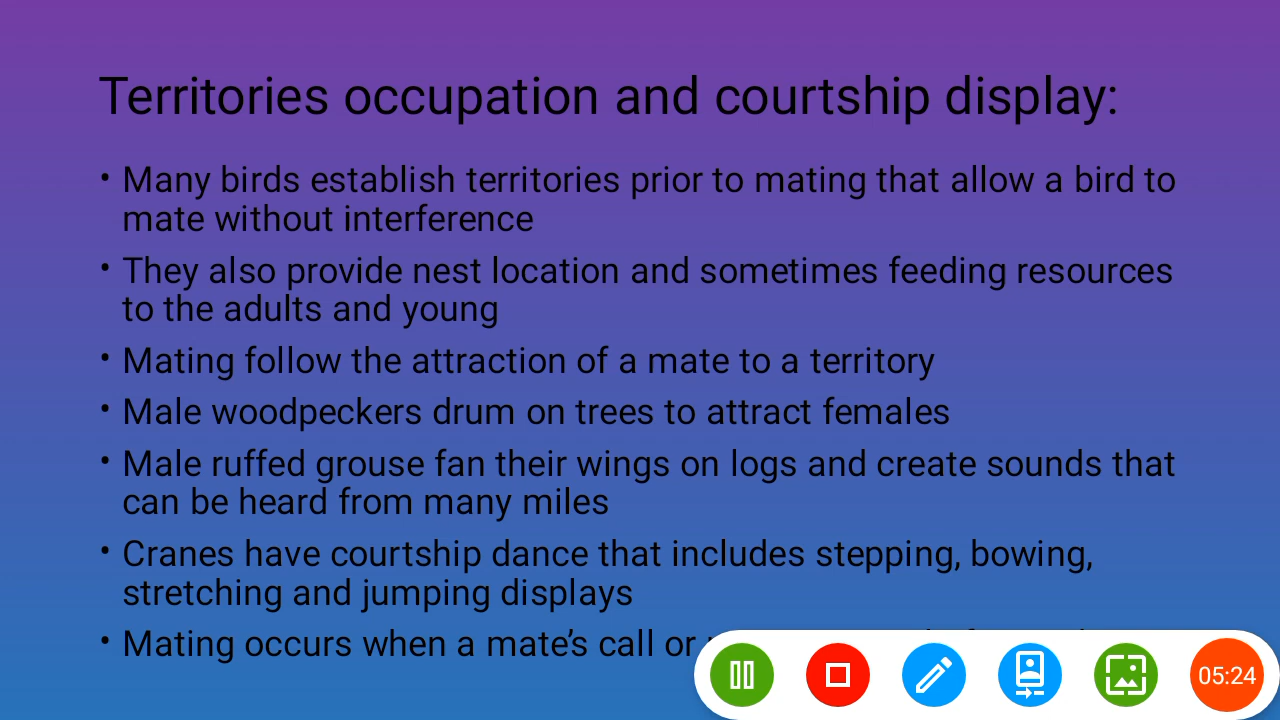 Territories occupation and courtship display:
• Many birds establish territories prior to mating that allow a bird to
mate without interference
• They also provide nest location and sometimes feeding resources
to the adults and young
• Mating follow the attraction of a mate to a territory
• Male woodpeckers drum on trees to attract females
• Male ruffed grouse fan their wings on logs and create sounds that
can be heard from many miles
• Cranes have courtship dance that includes stepping, bowing,
stretching and jumping displays
• Mating occurs when a mate’s call or
05:24